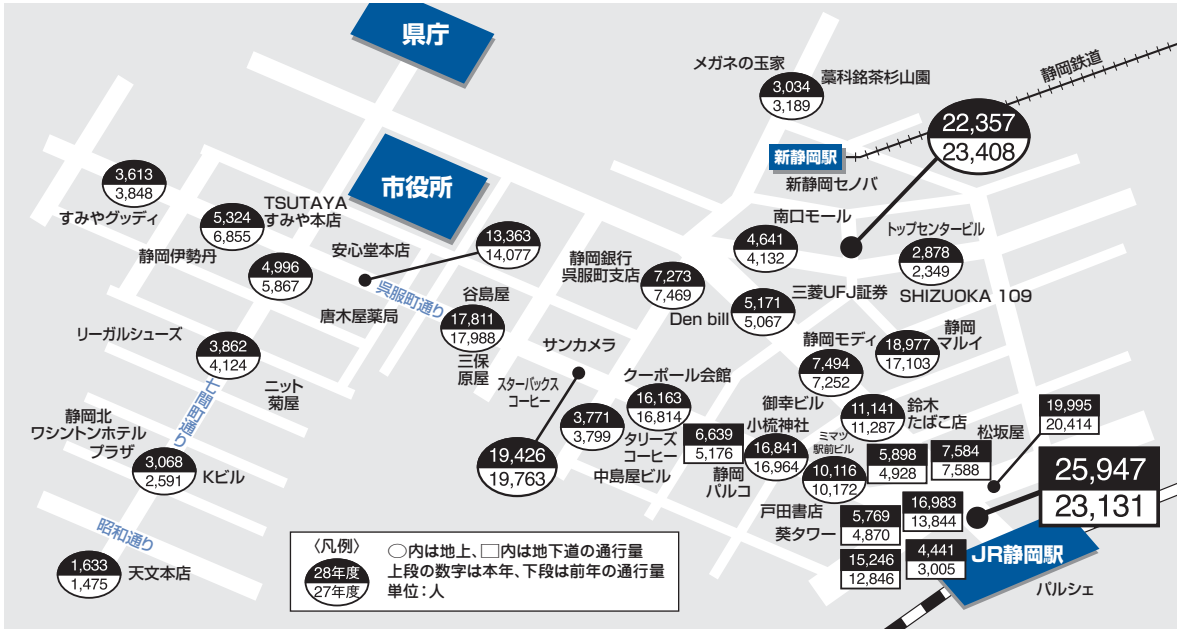 県庁
メガネの玉家
藁科銘茶杉山園
静岡鉄道
3,034
3,189
22,357
23,408
新静岡駅
新静岡セノバ
市役所
3,613
3,848
すみやグッディ
TSUTAYA
すみや本店
5,324
6,855
静岡伊勢丹
安心堂本店
13,363
14,077
南口モール
4,641
4,132
トップセンタービル
2,878
2,349
SHIZUOKA 109
静岡銀行
呉服町支店
7,273
7,469
4,996
5,867
呉服町通り
唐木屋薬局
谷島屋
17,811
17,988
三保
原屋
三菱UFJ証券
5,171
5,067
Den bill
リーガルシューズ
3,862
4,124
ニット
菊屋
七間町通り
サンカメラ
静岡モディ
7,494
7,252
静岡
マルイ
18,977
17,103
スターバックス
コーヒー
クーポール会館
16,163
16,814
3,771
3,799
タリーズ
コーヒー
中島屋ビル
19,426
19,763
御幸ビル
11,141
11,287
鈴木
たばこ店
静岡北
ワシントンホテル
プラザ
3,068
2,591
Kビル
6,639
5,176
静岡
パルコ
小梳神社
16,841
16,964
ミマツ
駅前ビル
10,116
10,172
5,898
4,928
7,584
7,588
松坂屋
19,995
20,414
25,947
23,131
戸田書店
葵タワー
5,769
4,870
16,983
13,844
15,246
12,846
4,441
3,005
JR静岡駅
パルシェ
昭和通り
1,633
1,475
天文本店
〈凡例〉
28年度
27年度
○内は地上、□内は地下道の通行量
上段の数字は本年、下段は前年の通行量
単位:人